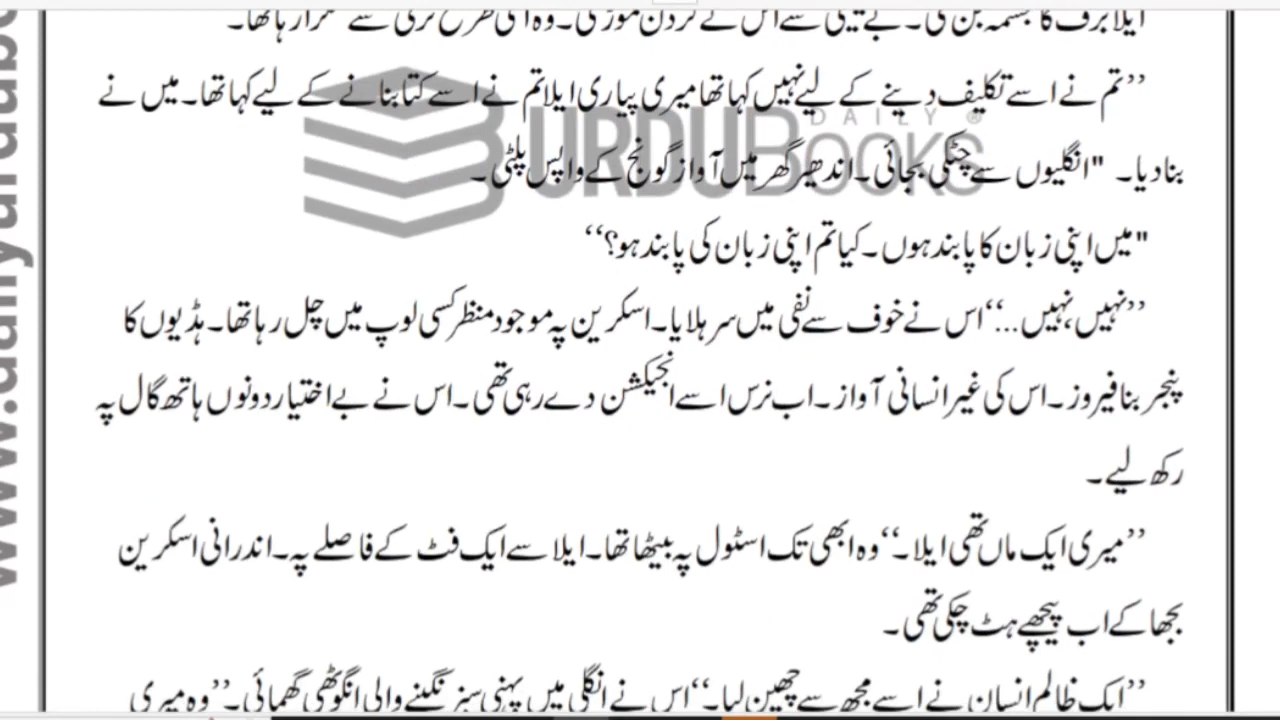 ایلا برف کا مجسمہ بن گئی۔ بے یقینی سے اس نے گردن موڑی۔ وہ اسی طرح نرمی سے مسکرا رہا تھا۔
’’تم نے اسے تکلیف دینے کے لیے نہیں کہا تھا میری پیاری ایلا تم نے اسے کتا بنانے کے لیے کہا تھا۔ میں نے
بنا دیا۔ "انگلیوں سے چٹکی بجائی۔ اندھیر گھر میں آواز گونج کے واپس پلٹی۔
"میں اپنی زبان کا پابند ہوں۔ کیا تم اپنی زبان کی پابند ہو؟‘‘
’’نہیں نہیں...‘‘ اس نے خوف سے نفی میں سر ہلایا۔ اسکرین پہ موجود منظر کسی لوپ میں چل رہا تھا۔ ہڈیوں کا
پنجر بنا فیروز۔ اس کی غیر انسانی آواز۔ اب نرس اسے انجیکشن دے رہی تھی۔ اس نے بے اختیار دونوں ہاتھ گال پہ
رکھ لیے۔
’’میری ایک ماں تھی ایلا۔‘‘ وہ ابھی تک اسٹول پہ بیٹھا تھا۔ ایلا سے ایک فٹ کے فاصلے پہ۔ اندرانی اسکرین
بجھا کے اب پیچھے ہٹ چکی تھی۔
’’ایک ظالم انسان نے اسے مجھ سے چھین لیا۔‘‘ اس نے انگلی میں پہنی سبز نگینے والی انگوٹھی گھمائی۔ ’’وہ میری
DAILY ®
URDUBOOKS